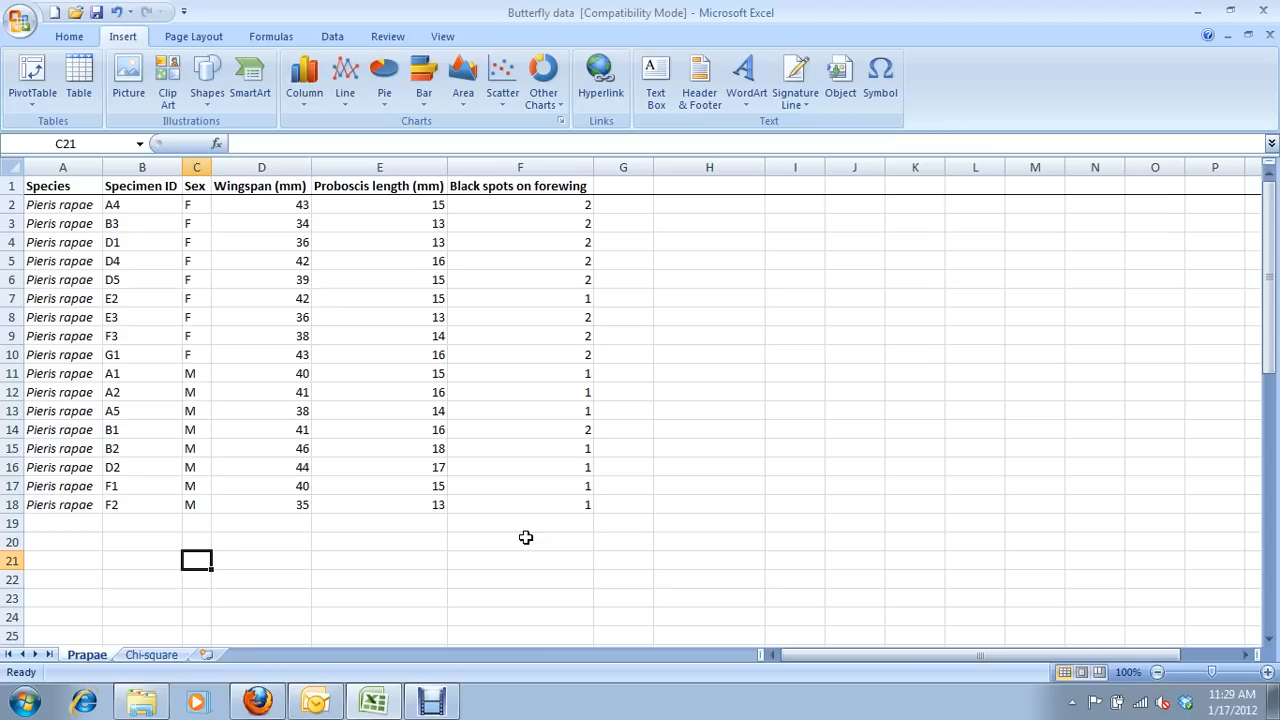 Butterfly data [Compatibility Mode] - Microsoft Excel
Home Insert Page Layout Formulas Data Review View
PivotTable Table Picture Clip Art Shapes SmartArt Column Line Pie Bar Area Scatter Other Charts Hyperlink Text Box Header & Footer WordArt Signature Line Object Symbol
Tables Illustrations Charts Links Text
C21 fx
A B C D E F G H I J K L M N O P
1 Species Specimen ID Sex Wingspan (mm) Proboscis length (mm) Black spots on forewing
2 Pieris rapae A4 F 43 15 2
3 Pieris rapae B3 F 34 13 2
4 Pieris rapae D1 F 36 13 2
5 Pieris rapae D4 F 42 16 2
6 Pieris rapae D5 F 39 15 2
7 Pieris rapae E2 F 42 15 1
8 Pieris rapae E3 F 36 13 2
9 Pieris rapae F3 F 38 14 2
10 Pieris rapae G1 F 43 16 2
11 Pieris rapae A1 M 40 15 1
12 Pieris rapae A2 M 41 16 1
13 Pieris rapae A5 M 38 14 1
14 Pieris rapae B1 M 41 16 2
15 Pieris rapae B2 M 46 18 1
16 Pieris rapae D2 M 44 17 1
17 Pieris rapae F1 M 40 15 1
18 Pieris rapae F2 M 35 13 1
19
20
21
22
23
24
25
Prapae Chi-square
Ready 100%
11:29 AM
1/17/2012